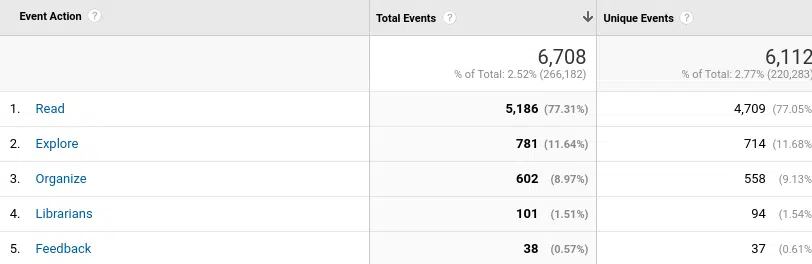 Event Action ? Total Events ? Unique Events ?
6,708 6,112
% of Total: 2.52% (266,182) % of Total: 2.77% (220,283)
1. Read 5,186 (77.31%) 4,709 (77.05%
2. Explore 781 (11.64%) 714 (11.68%
3. Organize 602 (8.97%) 558 (9.13%
4. Librarians 101 (1.51%) 94 (1.54%
5. Feedback 38 (0.57%) 37 (0.61%